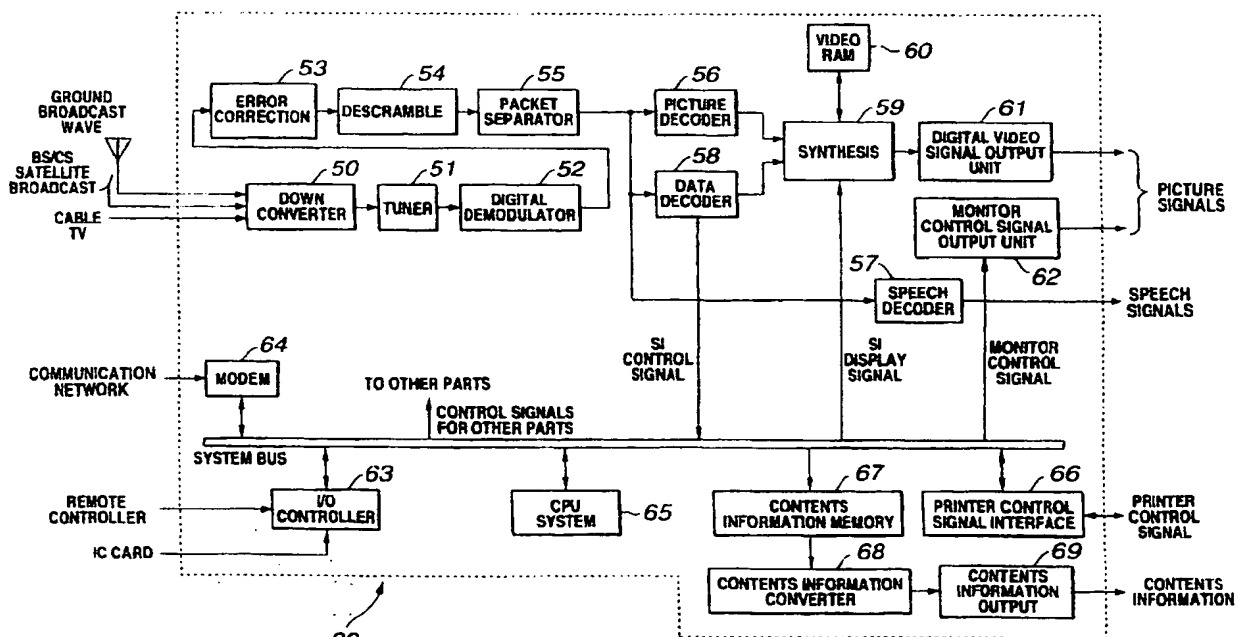 VIDEO
RAM
60
53
54
55
56
59
61
GROUND
BROADCAST
WAVE
ERROR
CORRECTION
DESCRAMBLE
PACKET
SEPARATOR
PICTURE
DECODER
SYNTHESIS
DIGITAL VIDEO
SIGNAL OUTPUT
UNIT
BS/CS
SATELLITE
BROADCAST
CABLE
TV
50
51
52
58
DOWN
CONVERTER
TUNER
DIGITAL
DEMODULATOR
DATA
DECODER
MONITOR
CONTROL SIGNAL
OUTPUT UNIT
62
PICTURE
SIGNALS
57
SPEECH
DECODER
SPEECH
SIGNALS
64
COMMUNICATION
NETWORK
MODEM
TO OTHER PARTS
CONTROL SIGNALS
FOR OTHER PARTS
SI
CONTROL
SIGNAL
SI
DISPLAY
SIGNAL
MONITOR
CONTROL
SIGNAL
SYSTEM BUS
63
REMOTE
CONTROLLER
I/O
CONTROLLER
IC CARD
CPU
SYSTEM
65
67
CONTENTS
INFORMATION MEMORY
66
PRINTER CONTROL
SIGNAL INTERFACE
PRINTER
CONTROL
SIGNAL
68
CONTENTS INFORMATION
CONVERTER
69
CONTENTS
INFORMATION
OUTPUT
CONTENTS
INFORMATION